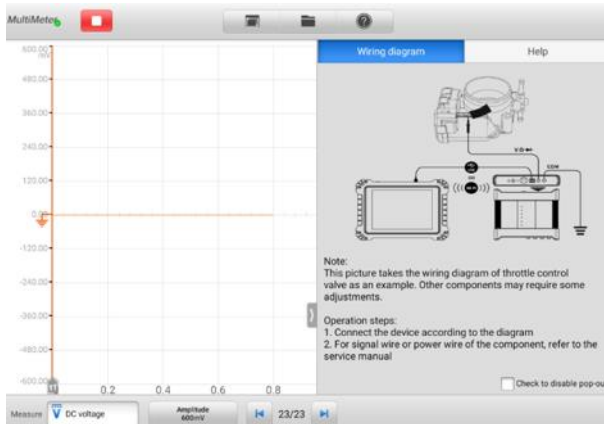 MultiMeter
Wiring diagram
Help
600.00
mV
480.00
360.00
240.00
120.00
0.00
-120.00
-240.00
-360.00
-480.00
-600.00
0.2
0.4
0.6
0.8
Note:
This picture takes the wiring diagram of throttle control
valve as an example. Other components may require some
adjustments.
Operation steps:
1. Connect the device according to the diagram
2. For signal wire or power wire of the component, refer to the
service manual
Check to disable pop-ou
Measure
DC voltage
Amplitude
600mV
23/23